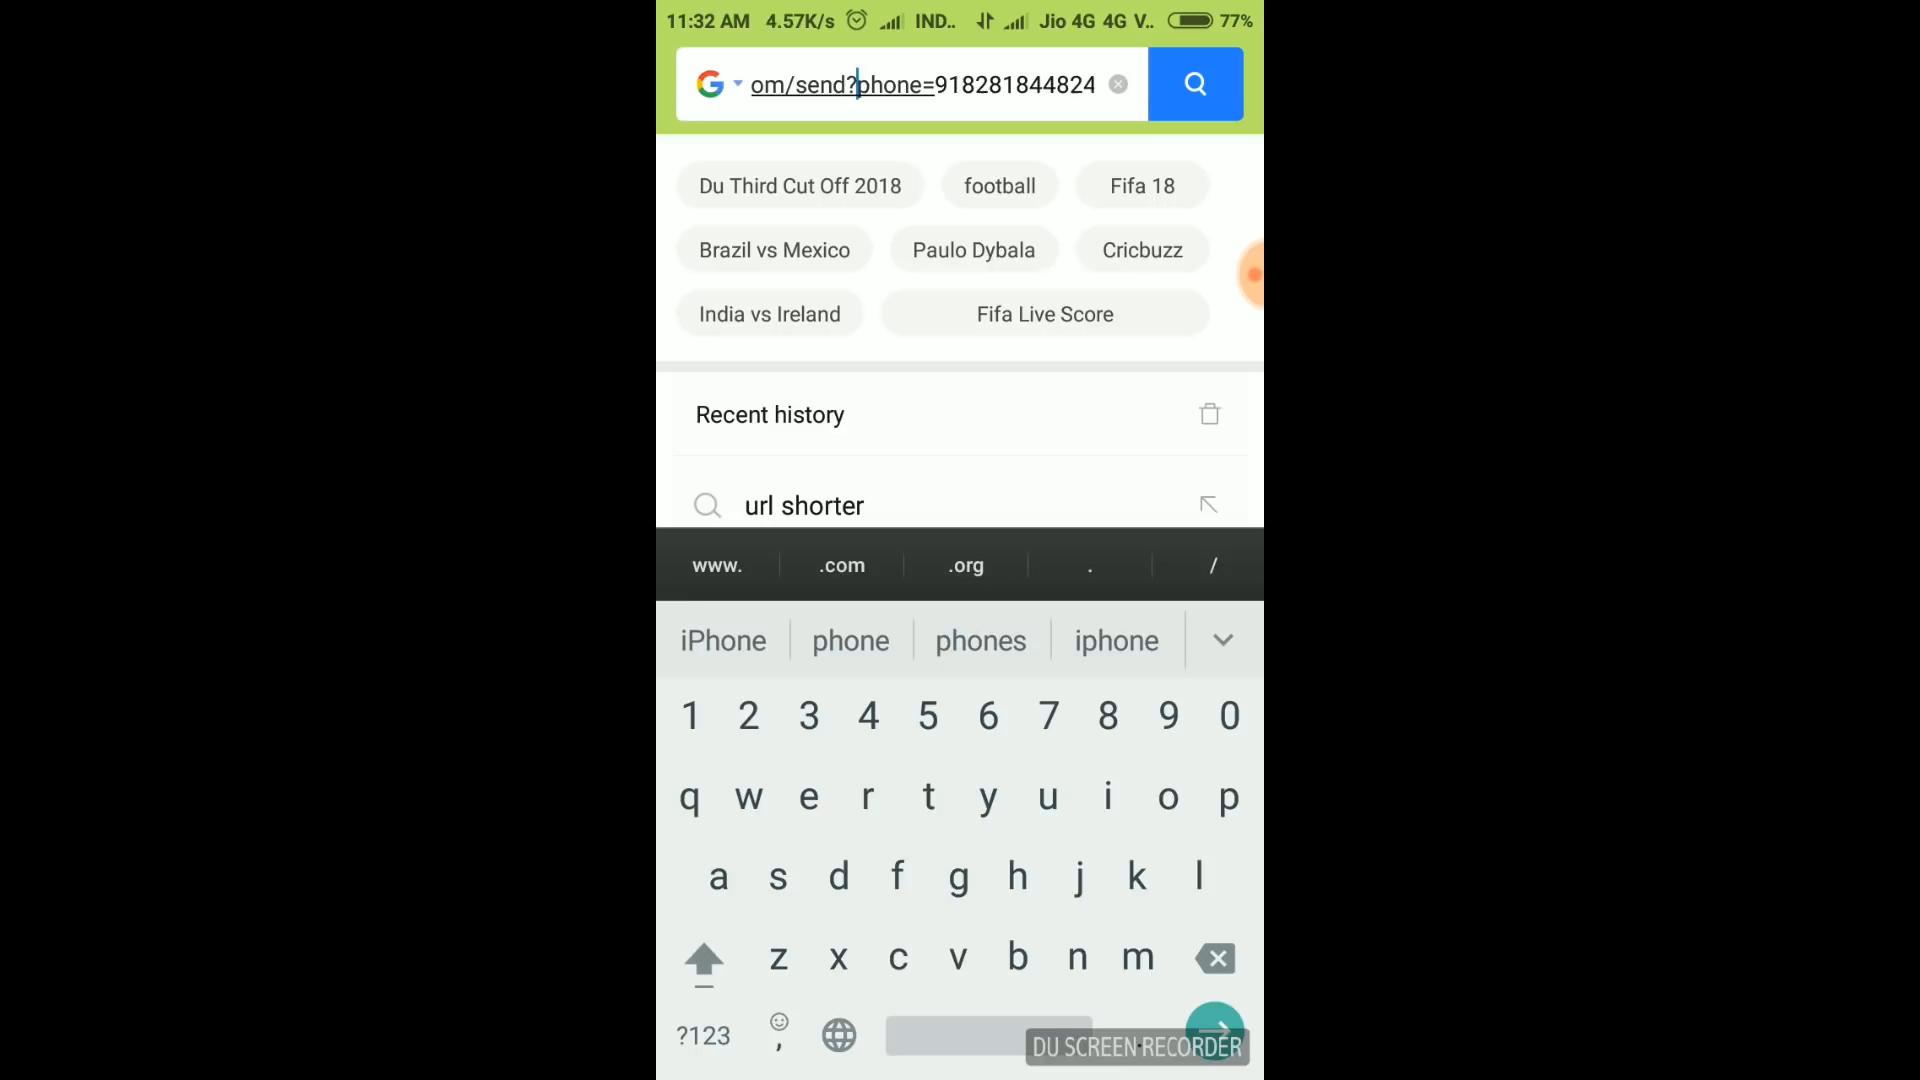 11:32 AM 4.57K/s IND.. Jio 4G 4G V.. 77%
om/send?phone=918281844824
Du Third Cut Off 2018 football Fifa 18
Brazil vs Mexico Paulo Dybala Cricbuzz
India vs Ireland Fifa Live Score
Recent history
url shorter
www. .com .org . /
iPhone phone phones iphone
1 2 3 4 5 6 7 8 9 0
q w e r t y u i o p
a s d f g h j k l
z x c v b n m
?123 ,
DU SCREEN RECORDER